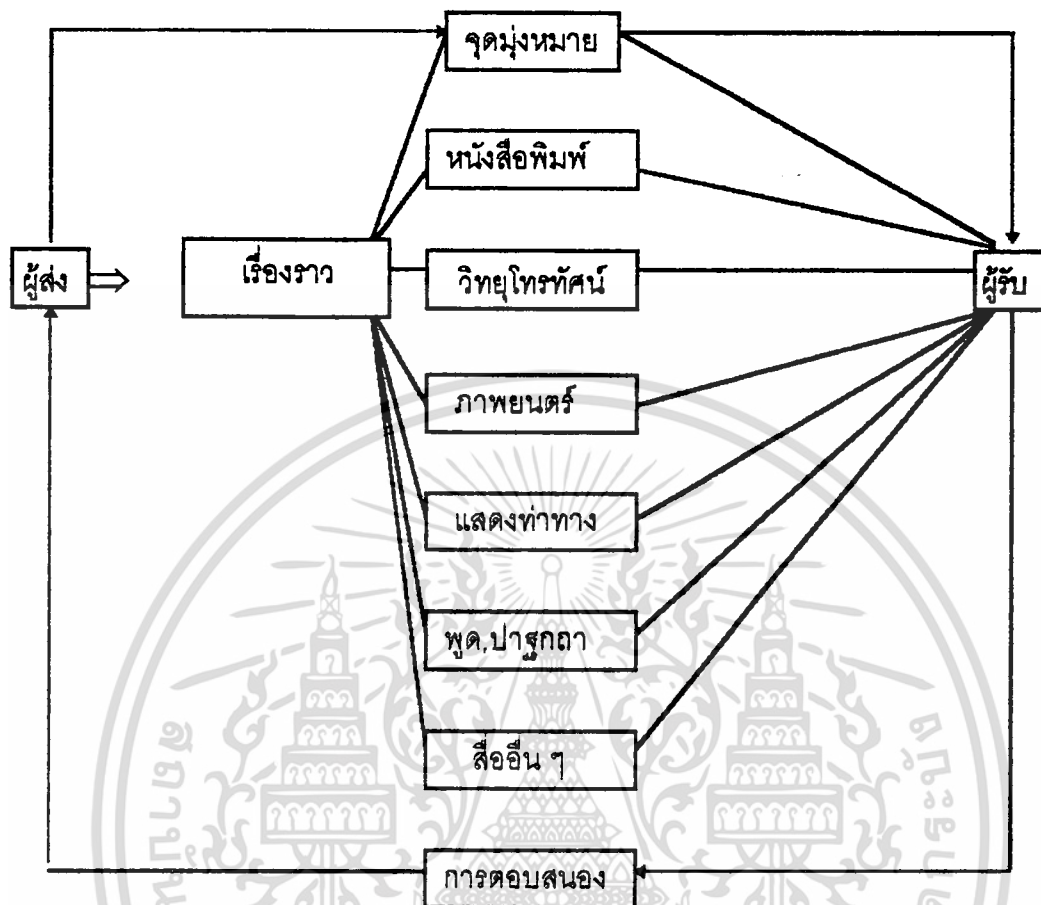 จุดมุ่งหมาย
หนังสือพิมพ์
ผู้ส่ง
เรื่องราว
วิทยุโทรทัศน์
ผู้รับ
ภาพยนตร์
แสดงท่าทาง
พูด,ปาฐกถา
สื่ออื่น ๆ
การตอบสนอง